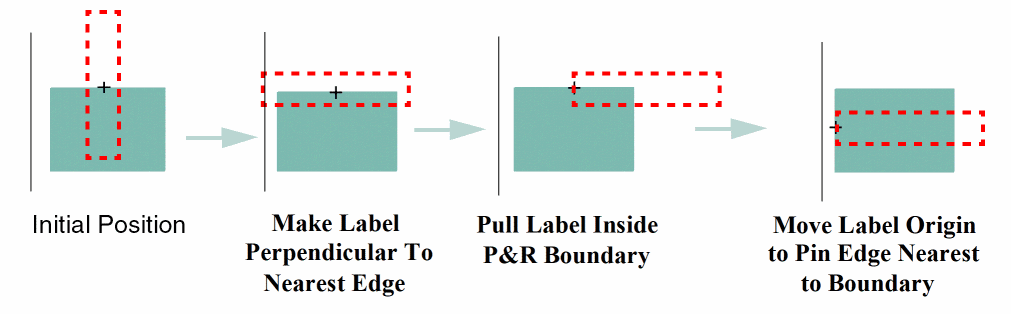 Initial Position
Make Label
Perpendicular To
Nearest Edge
Pull Label Inside
P&R Boundary
Move Label Origin
to Pin Edge Nearest
to Boundary